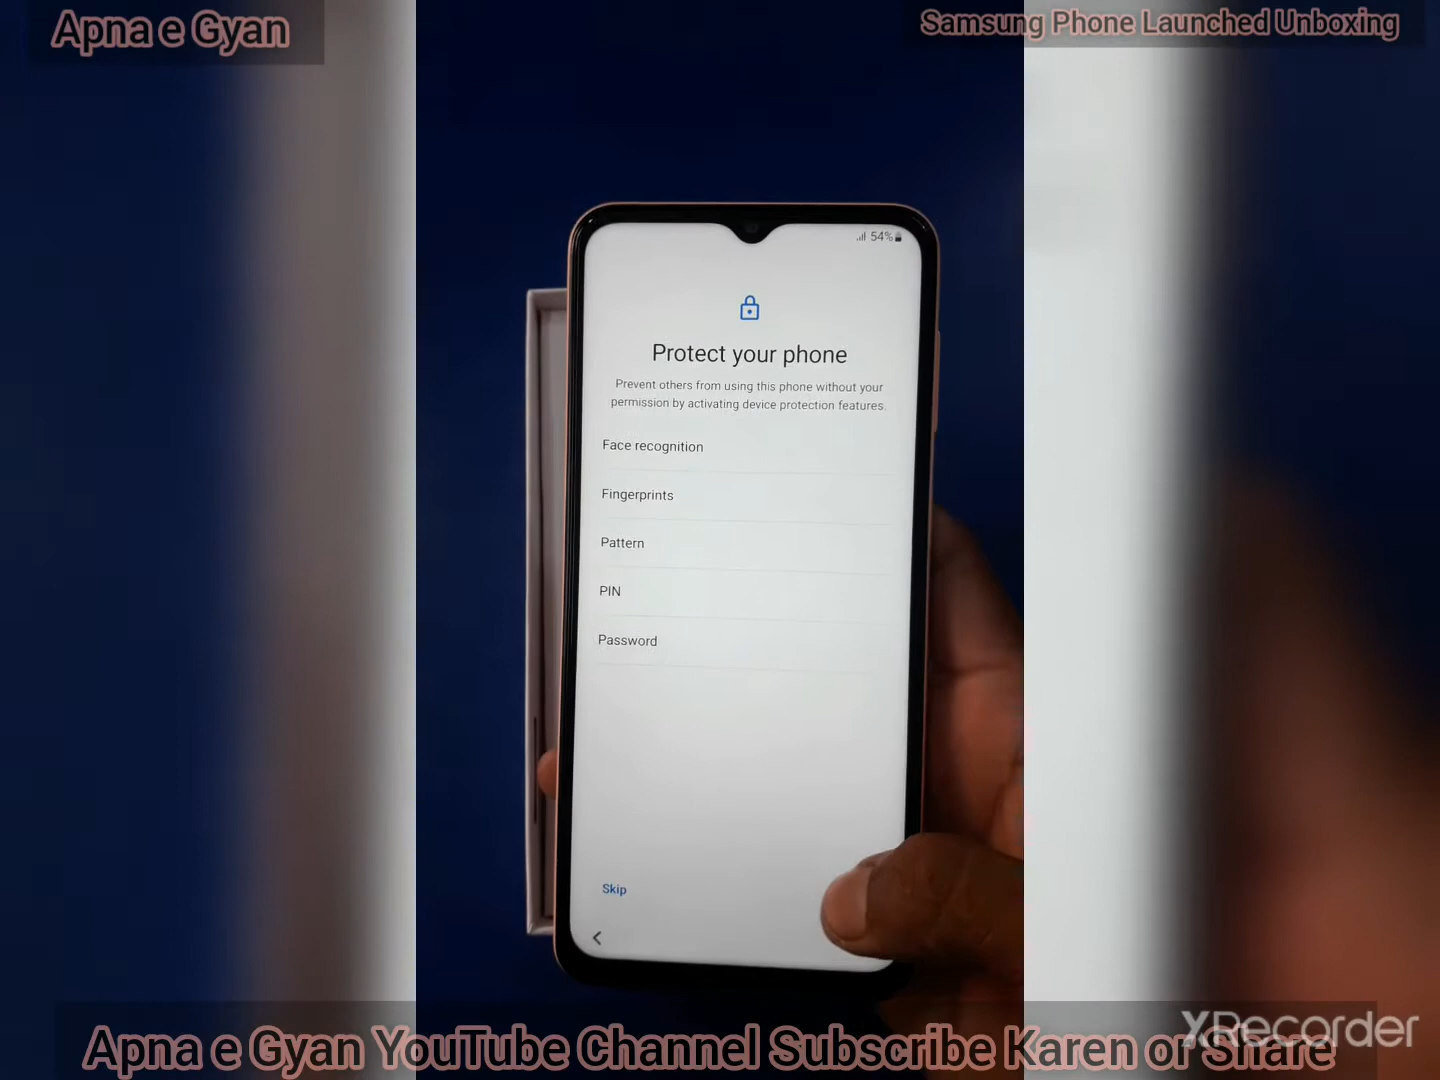 Apna e Gyan
Samsung Phone Launched Unboxing
54%
Protect your phone
Prevent others from using this phone without your
permission by activating device protection features.
Face recognition
Fingerprints
Pattern
PIN
Password
Skip
XRecorder
Apna e Gyan YouTube Channel Subscribe Karen or Share